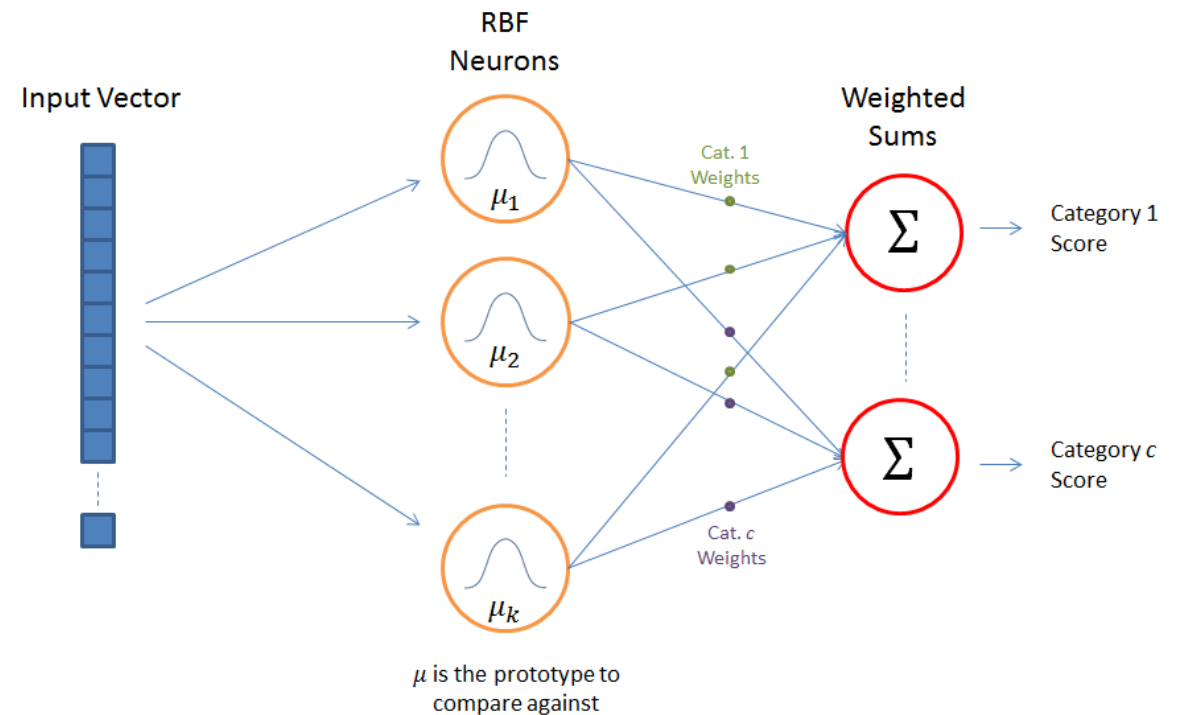 RBF
Neurons
Input Vector
Weighted
Sums
Cat. 1
Weights
μ₁
Σ
Category 1
Score
μ₂
Σ
Category c
Score
Cat. c
Weights
μₖ
μ is the prototype to
compare against